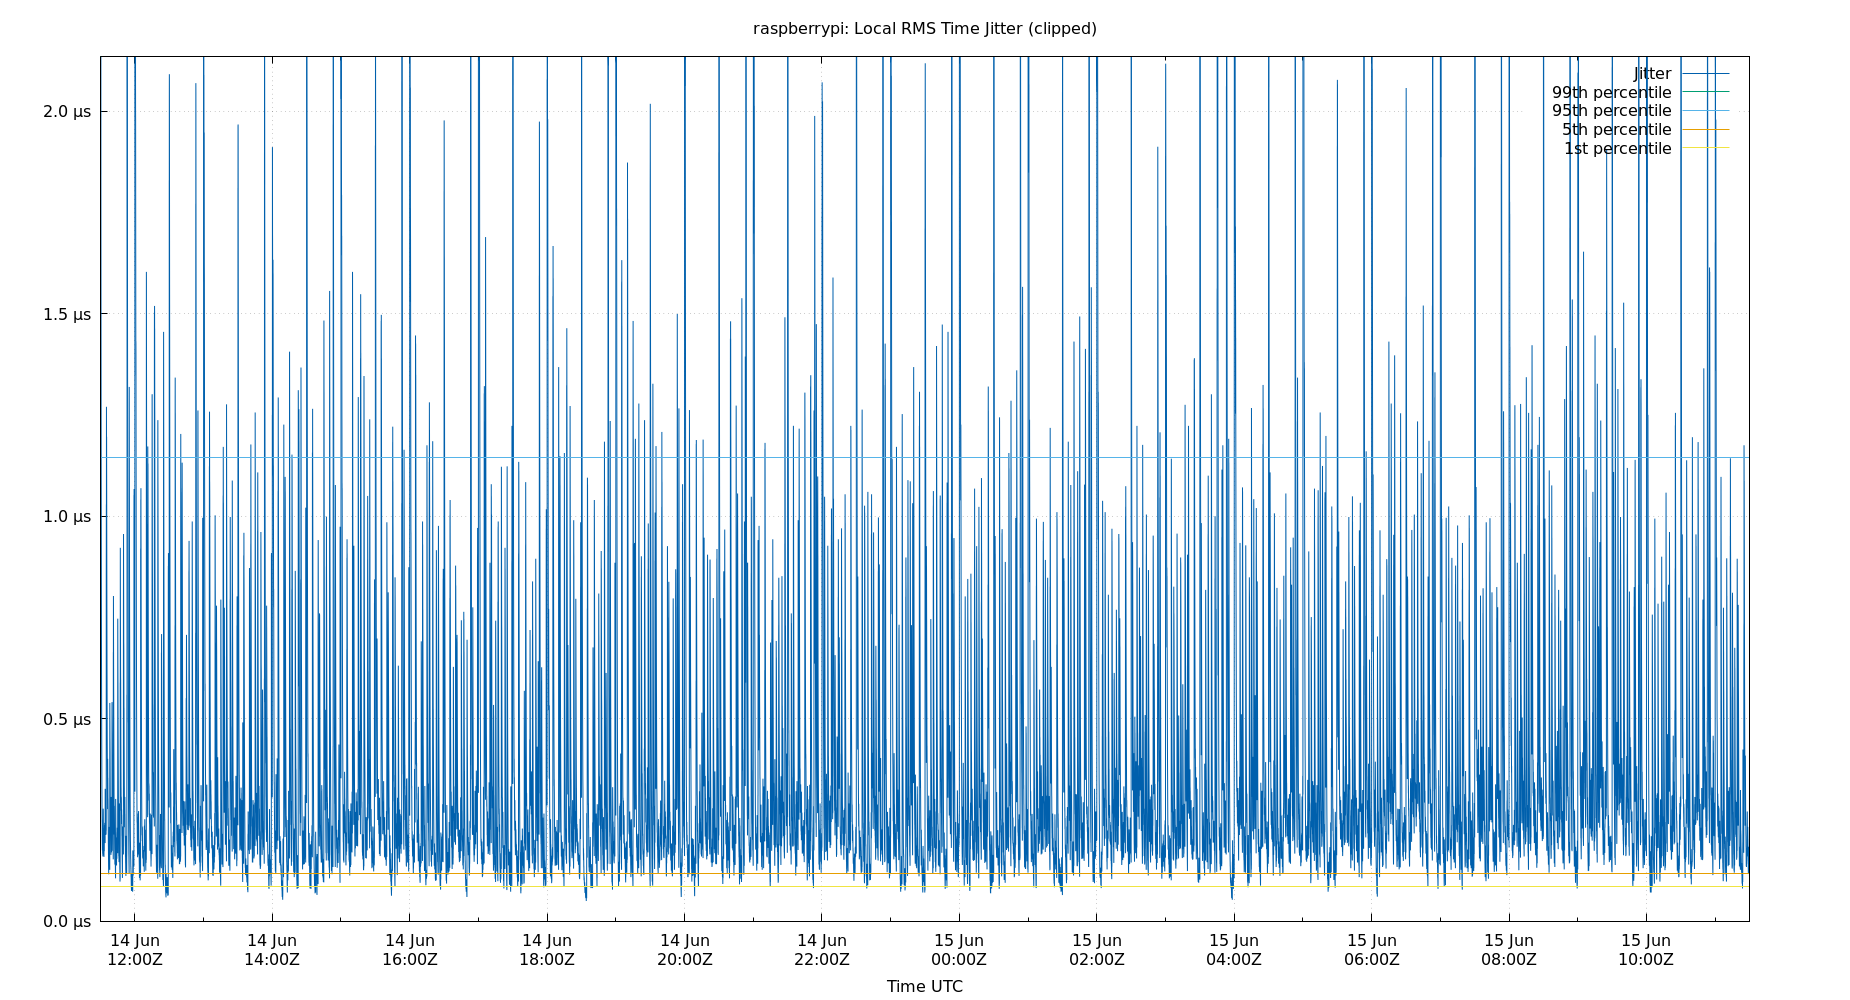 raspberrypi: Local RMS Time Jitter (clipped)
Jitter
99th percentile
95th percentile
5th percentile
1st percentile
2.0 µs
1.5 µs
1.0 µs
0.5 µs
0.0 µs
14 Jun 14 Jun 14 Jun 14 Jun 14 Jun 14 Jun 15 Jun 15 Jun 15 Jun 15 Jun 15 Jun 15 Jun
12:00Z 14:00Z 16:00Z 18:00Z 20:00Z 22:00Z 00:00Z 02:00Z 04:00Z 06:00Z 08:00Z 10:00Z
Time UTC